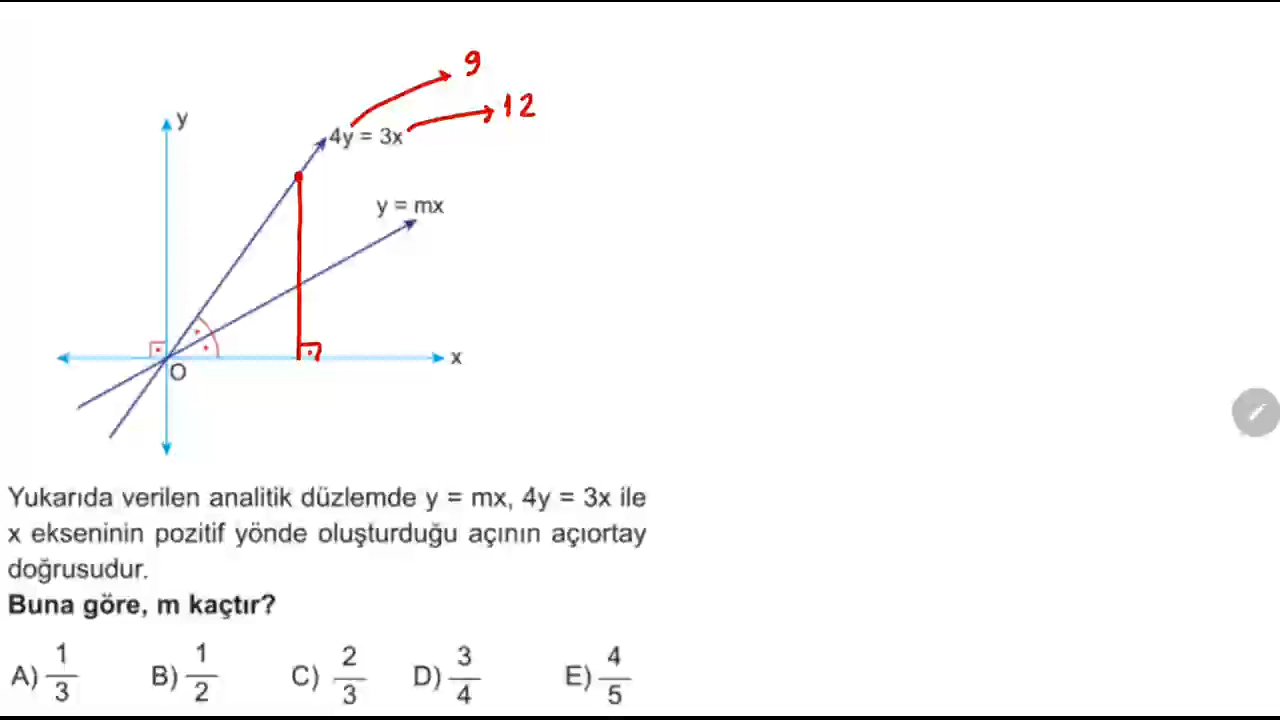 9
12
y
4y = 3x
y = mx
x
O
Yukarıda verilen analitik düzlemde y = mx, 4y = 3x ile
x ekseninin pozitif yönde oluşturduğu açının açıortay
doğrusudur.
Buna göre, m kaçtır?
A) 1/3 B) 1/2 C) 2/3 D) 3/4 E) 4/5